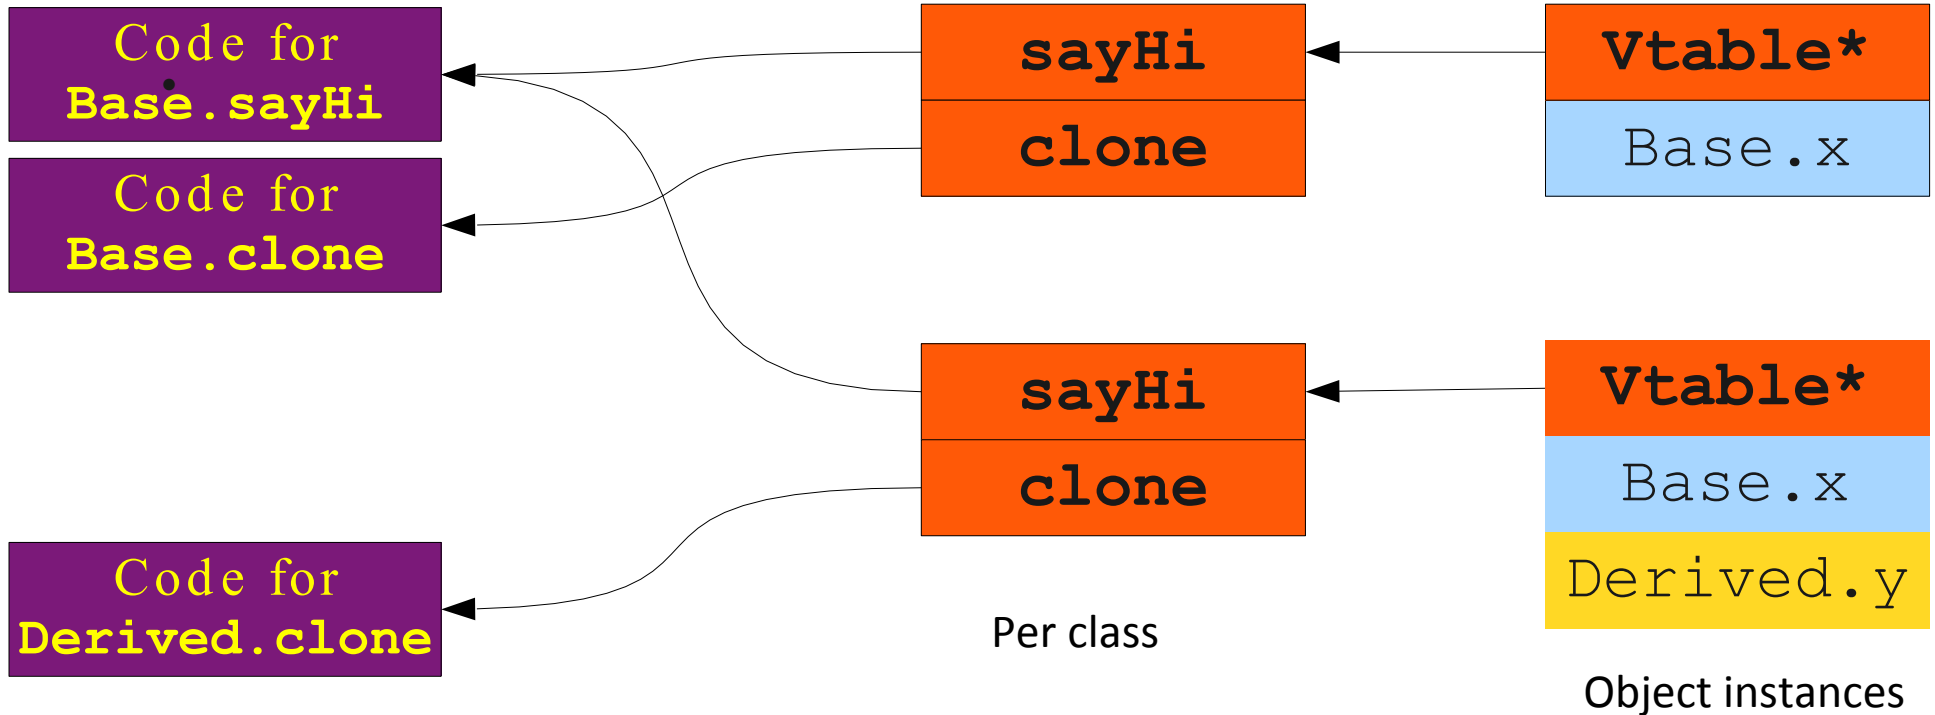 Code for
Base.sayHi
Code for
Base.clone
Code for
Derived.clone
sayHi
clone
sayHi
clone
Per class
Vtable*
Base.x
Vtable*
Base.x
Derived.y
Object instances